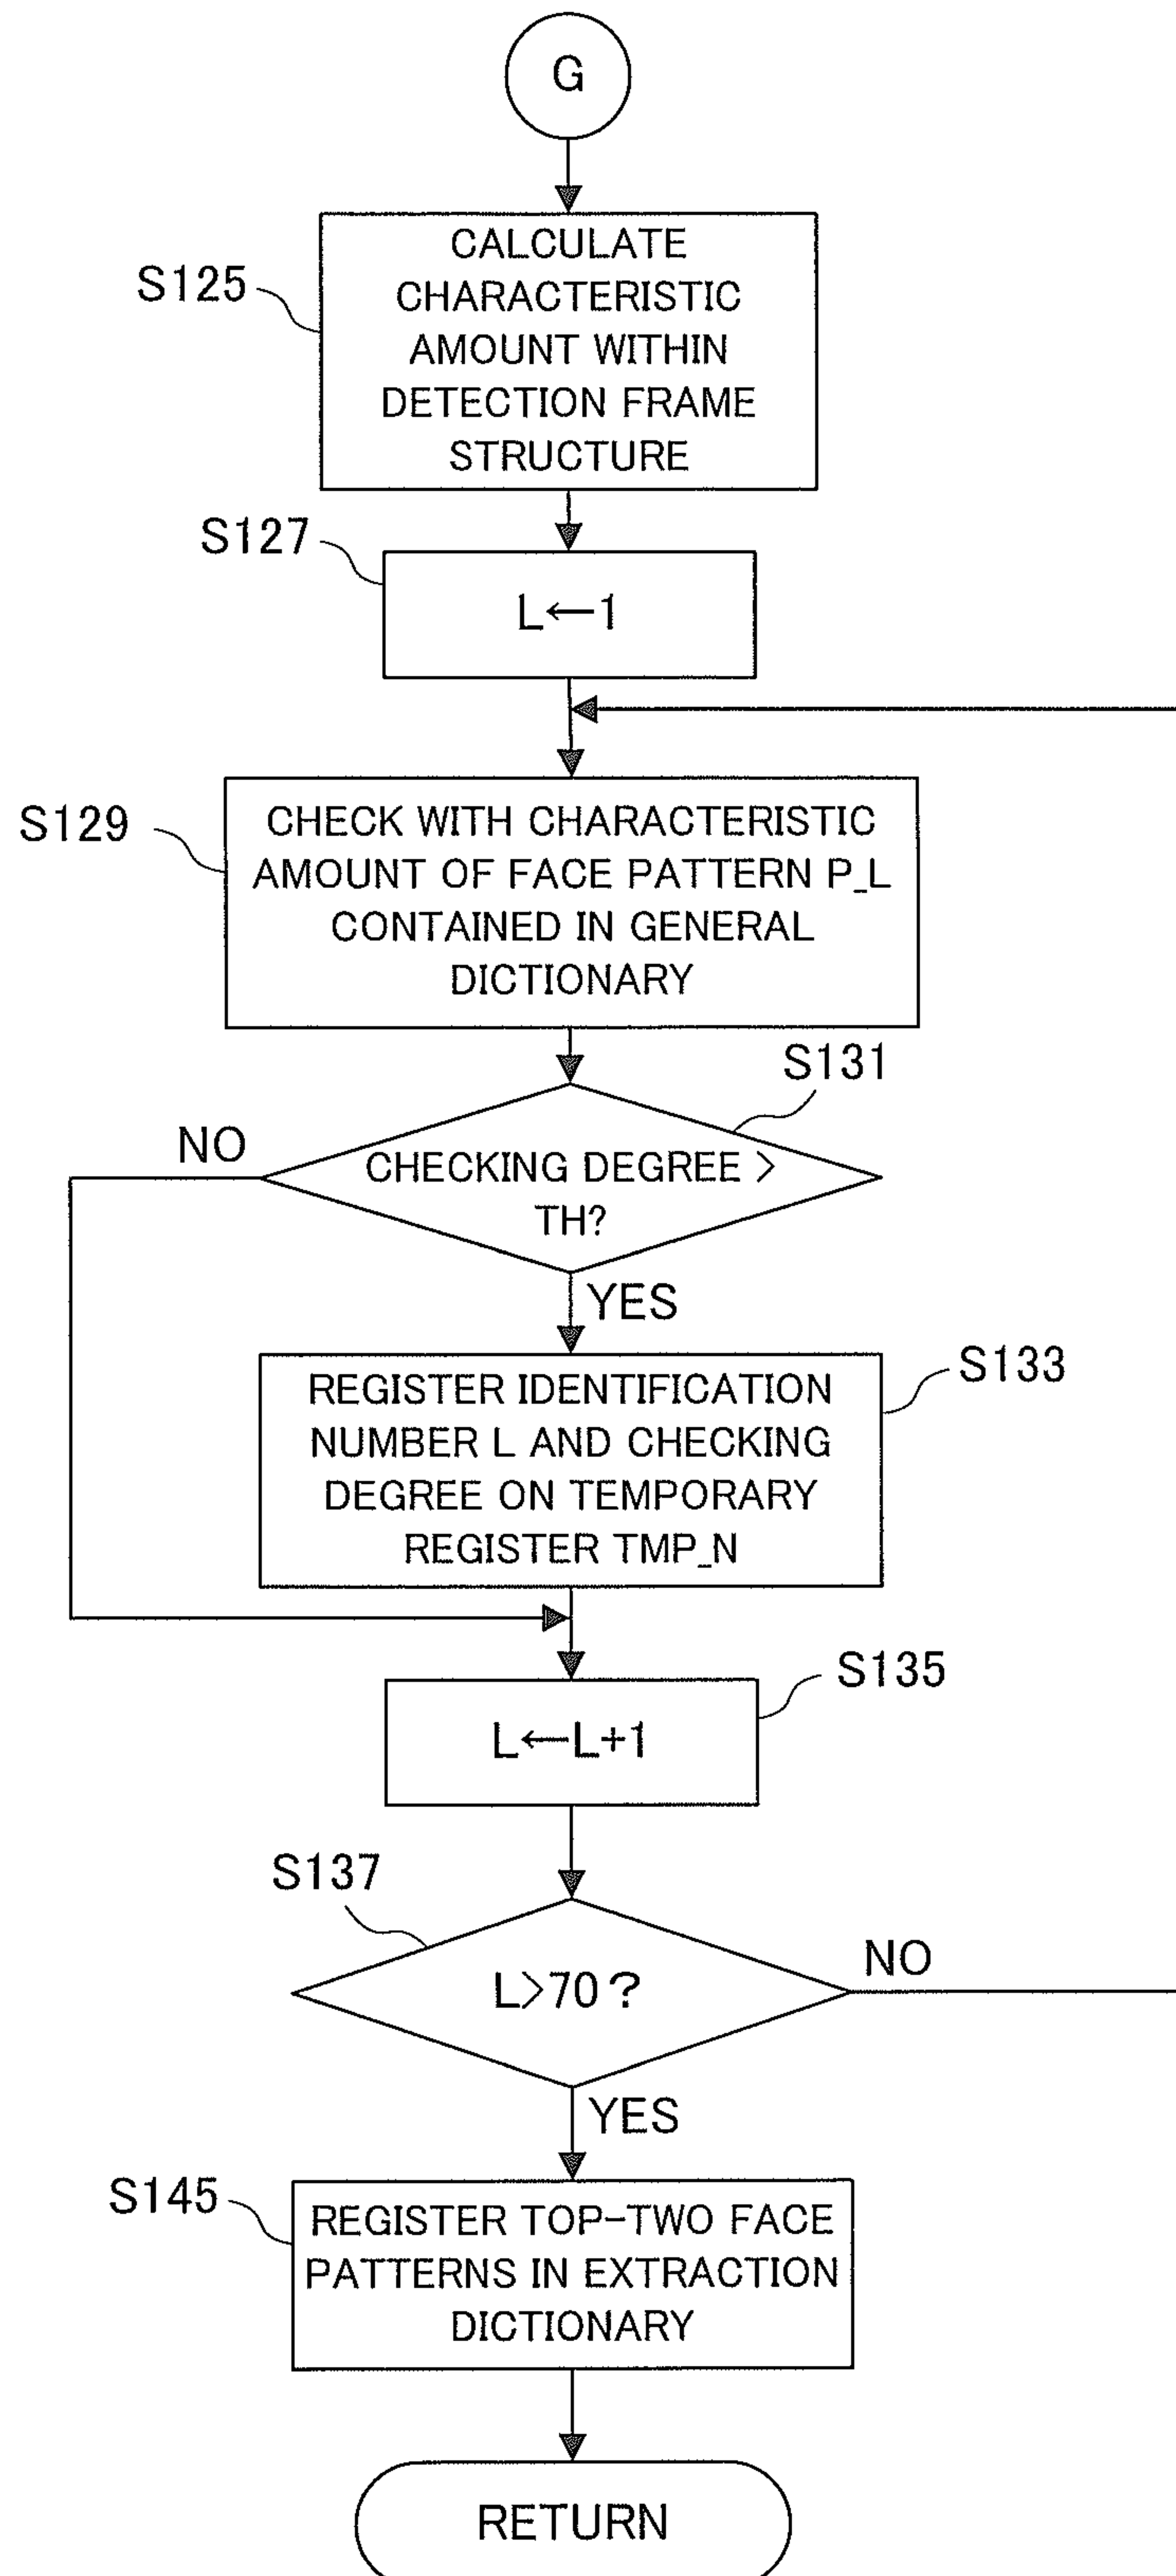 G
S125
CALCULATE
CHARACTERISTIC
AMOUNT WITHIN
DETECTION FRAME
STRUCTURE
S127
L←1
S129
CHECK WITH CHARACTERISTIC
AMOUNT OF FACE PATTERN P_L
CONTAINED IN GENERAL
DICTIONARY
S131
NO
CHECKING DEGREE >
TH?
YES
S133
REGISTER IDENTIFICATION
NUMBER L AND CHECKING
DEGREE ON TEMPORARY
REGISTER TMP_N
S135
L←L+1
S137
NO
L>70?
YES
S145
REGISTER TOP-TWO FACE
PATTERNS IN EXTRACTION
DICTIONARY
RETURN